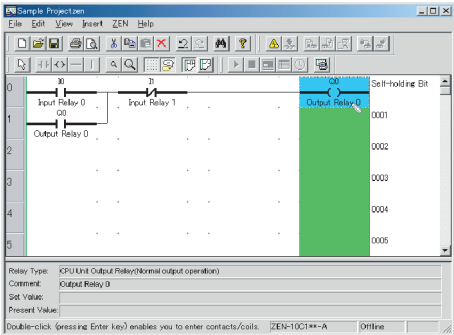 Sample Project.zen
File Edit View Insert ZEN Help
0 I0 I1 Q0 Self-holding Bit
Input Relay 0 Input Relay 1 Output Relay 0
1 Q0 0001
Output Relay 0
2 0002
3 0003
4 0004
5 0005
Relay Type: CPU Unit Output Relay(Normal output operation)
Comment: Output Relay 0
Set Value:
Present Value:
Double-click (pressing Enter key) enables you to enter contacts/coils. ZEN-10C1**-A Offline